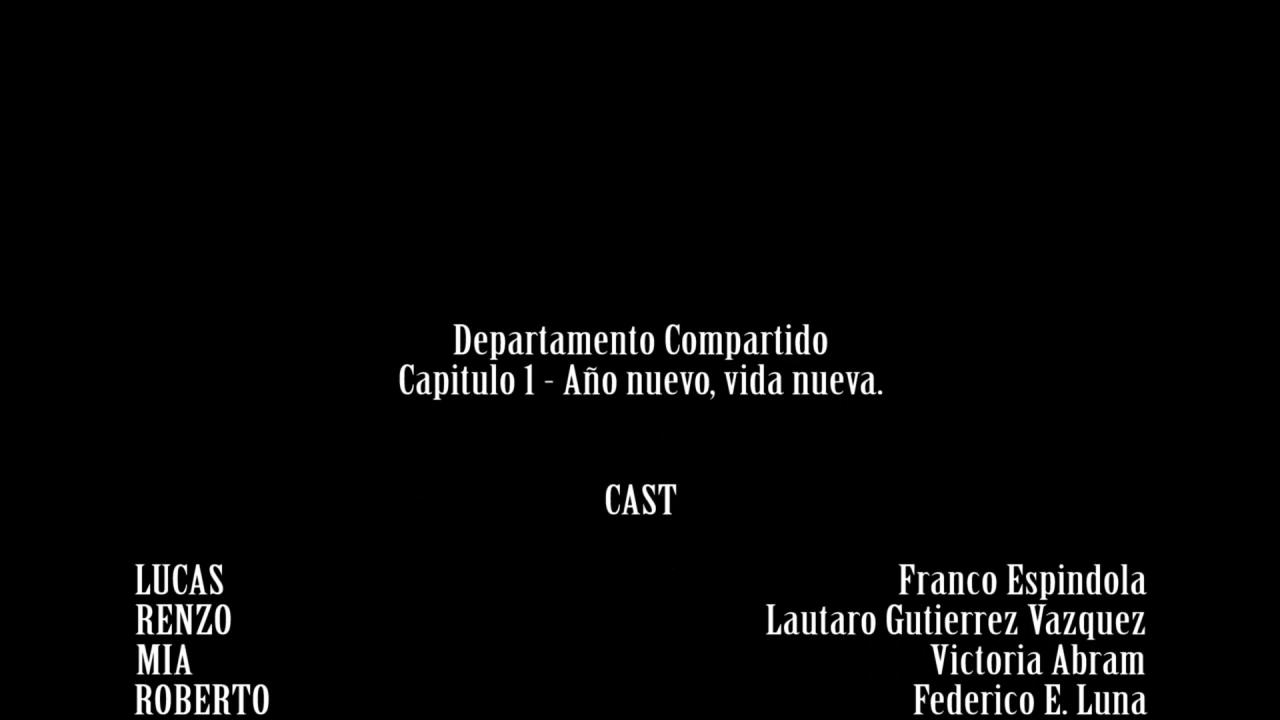 Departamento Compartido
Capitulo 1 - Año nuevo, vida nueva.
CAST
LUCAS Franco Espindola
RENZO Lautaro Gutierrez Vazquez
MIA Victoria Abram
ROBERTO Federico E. Luna